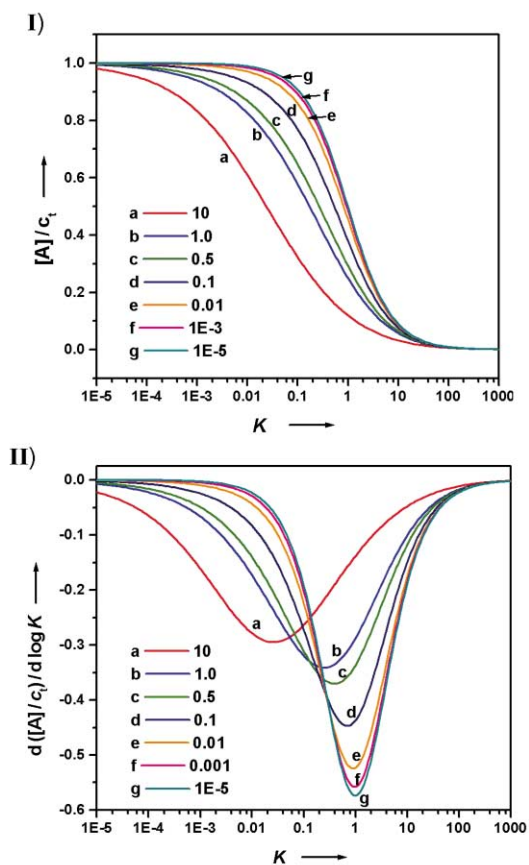 I)
1.0
0.8
0.6
0.4
0.2
0.0
[A]/ct
g
f
e
d
c
b
a
a 10
b 1.0
c 0.5
d 0.1
e 0.01
f 1E-3
g 1E-5
1E-5 1E-4 1E-3 0.01 0.1 1 10 100 1000
K
II)
0.0
-0.1
-0.2
-0.3
-0.4
-0.5
-0.6
d([A]/ct)/dlogK
a
b
c
d
e
f
g
a 10
b 1.0
c 0.5
d 0.1
e 0.01
f 0.001
g 1E-5
1E-5 1E-4 1E-3 0.01 0.1 1 10 100 1000
K